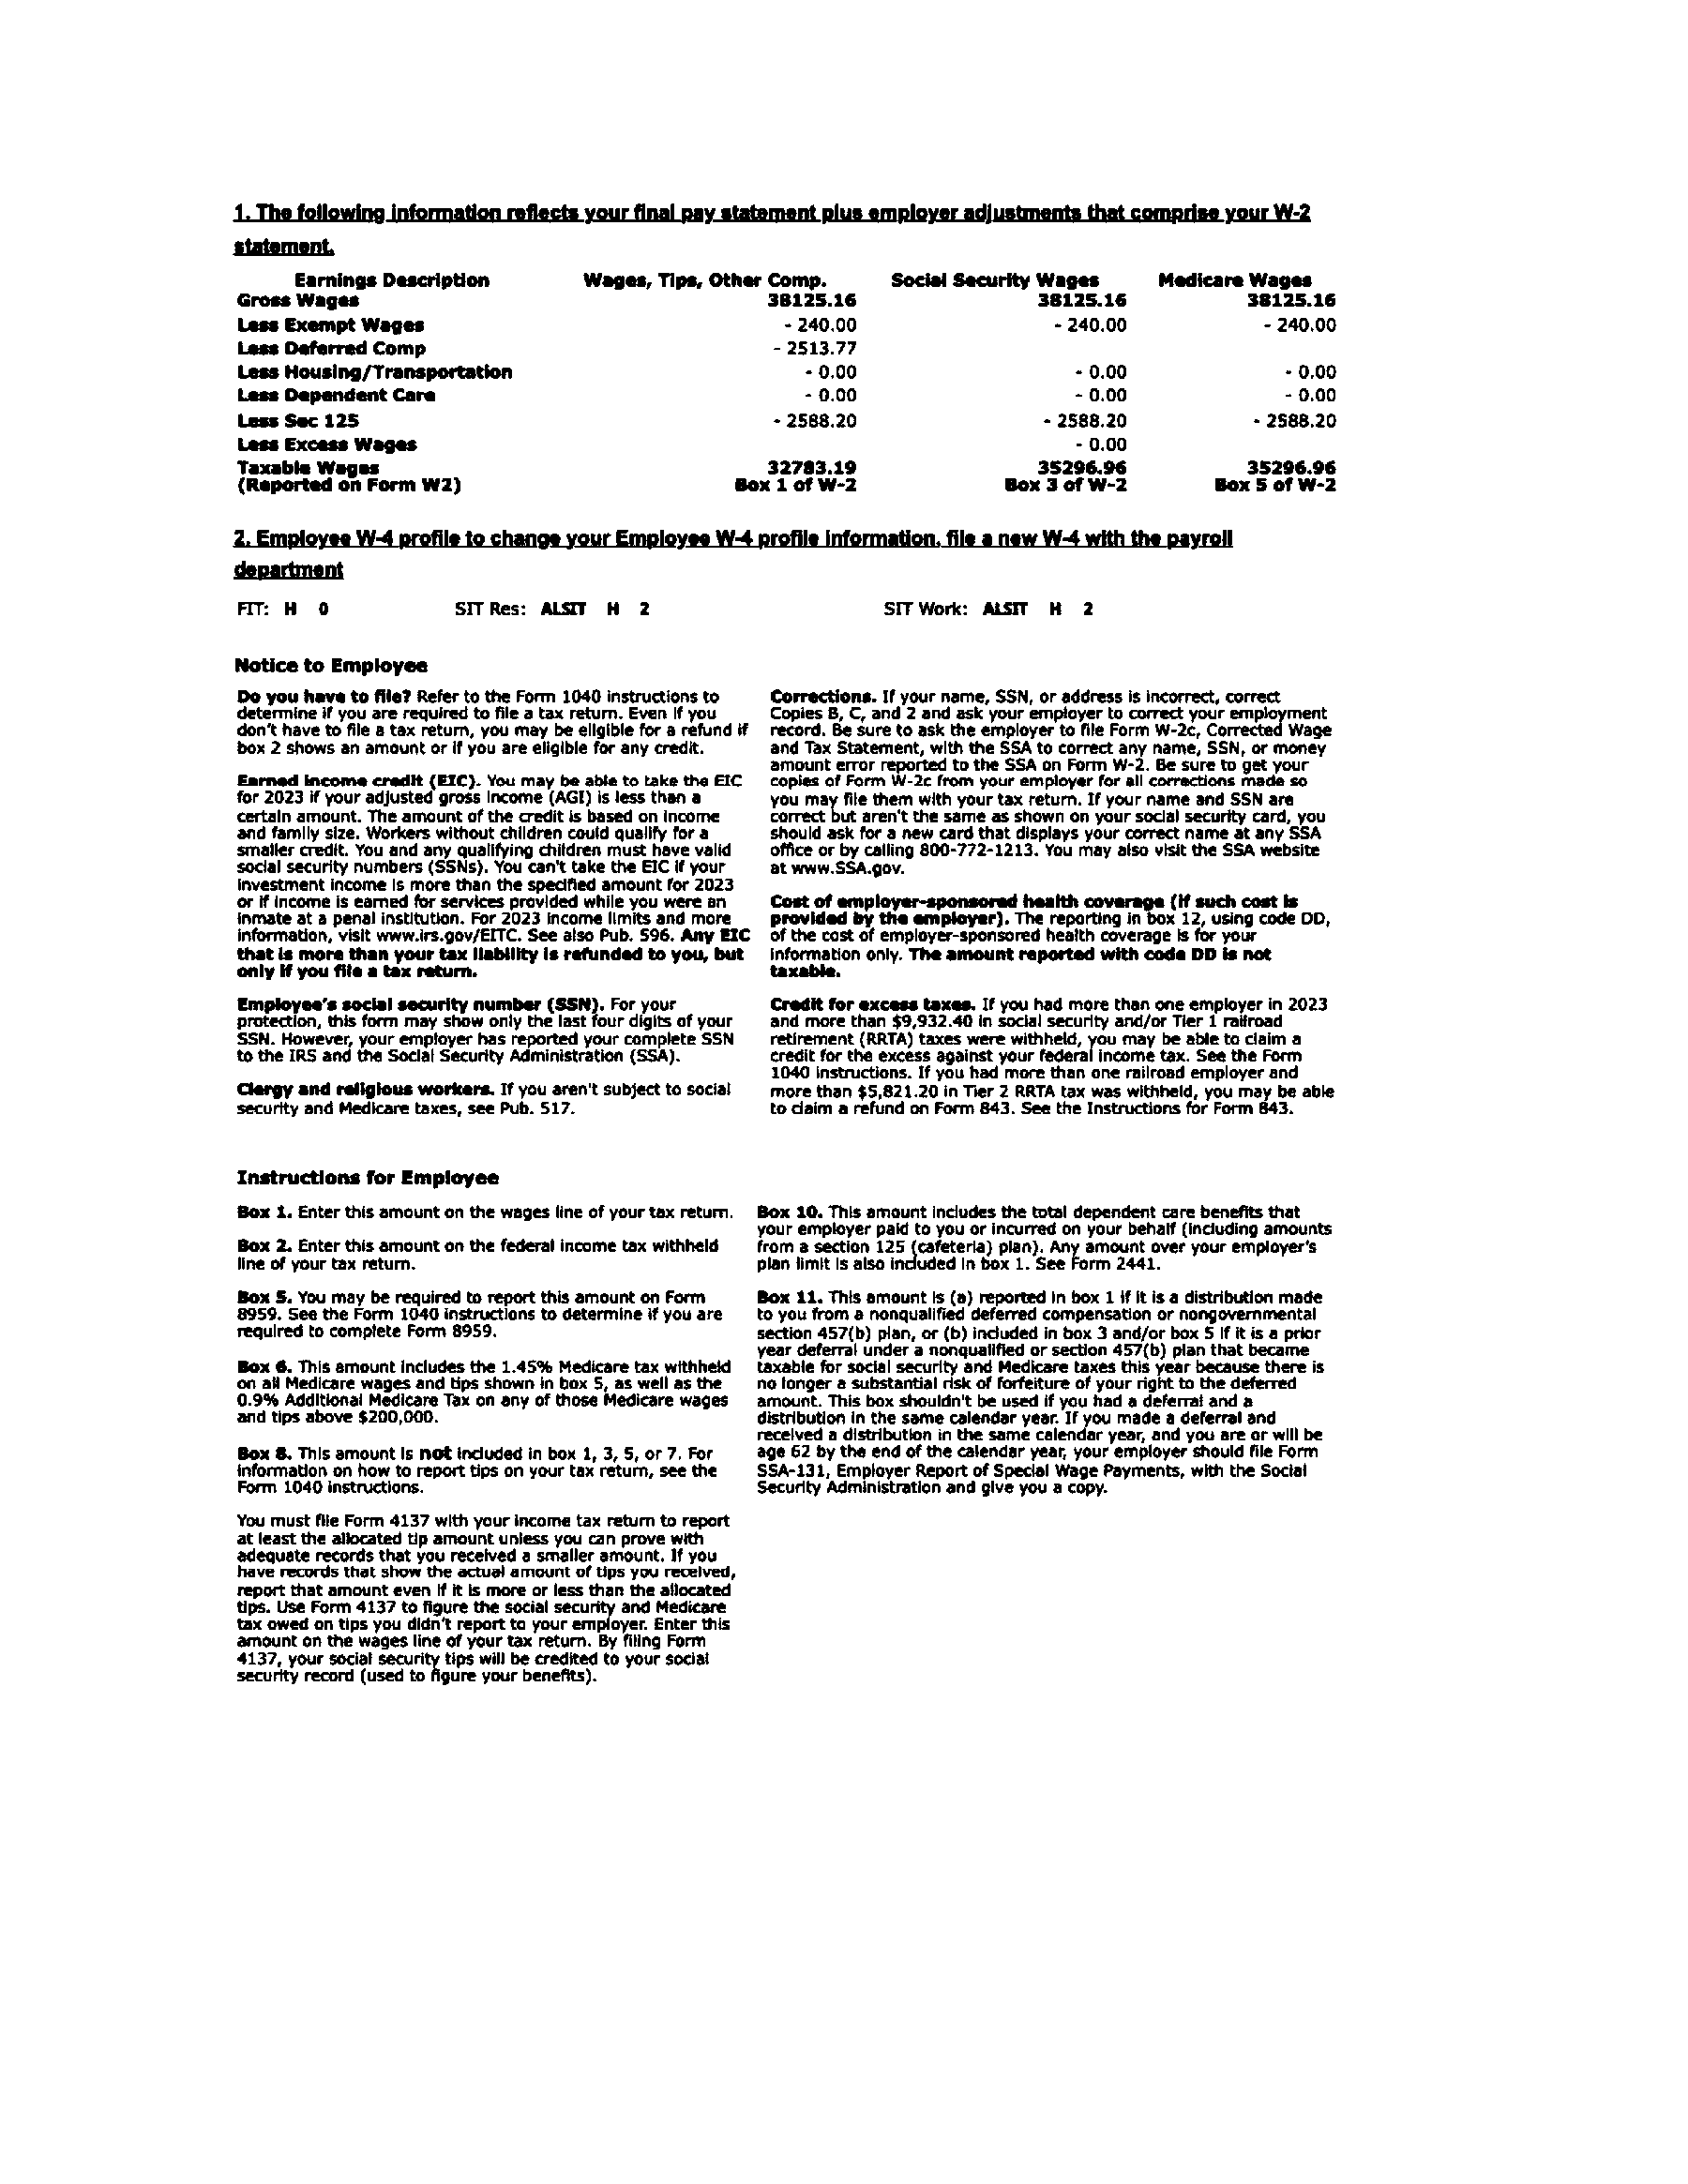 1. The following information reflects your final pay statement plus employer adjustments that comprise your W-2
statement.
Earnings Description Wages, Tips, Other Comp. Social Security Wages Medicare Wages
Gross Wages 38125.16 38125.16 38125.16
Less Exempt Wages - 240.00 - 240.00 - 240.00
Less Deferred Comp - 2513.77
Less Housing/Transportation - 0.00 - 0.00 - 0.00
Less Dependent Care - 0.00 - 0.00 - 0.00
Less Sec 125 - 2588.20 - 2588.20 - 2588.20
Less Excess Wages - 0.00
Taxable Wages 32783.19 35296.96 35296.96
(Reported on Form W2) Box 1 of W-2 Box 3 of W-2 Box 5 of W-2
2. Employee W-4 profile to change your Employee W-4 profile information, file a new W-4 with the payroll
department
FIT: H 0 SIT Res: ALSIT H 2 SIT Work: ALSIT H 2
Notice to Employee
Do you have to file? Refer to the Form 1040 instructions to
determine if you are required to file a tax return. Even if you
don't have to file a tax return, you may be eligible for a refund if
box 2 shows an amount or if you are eligible for any credit.
Earned income credit (EIC). You may be able to take the EIC
for 2023 if your adjusted gross income (AGI) is less than a
certain amount. The amount of the credit is based on income
and family size. Workers without children could qualify for a
smaller credit. You and any qualifying children must have valid
social security numbers (SSNs). You can't take the EIC if your
investment income is more than the specified amount for 2023
or if income is earned for services provided while you were an
inmate at a penal institution. For 2023 income limits and more
information, visit www.irs.gov/EITC. See also Pub. 596. Any EIC
that is more than your tax liability is refunded to you, but
only if you file a tax return.
Employee's social security number (SSN). For your
protection, this form may show only the last four digits of your
SSN. However, your employer has reported your complete SSN
to the IRS and the Social Security Administration (SSA).
Clergy and religious workers. If you aren't subject to social
security and Medicare taxes, see Pub. 517.
Corrections. If your name, SSN, or address is incorrect, correct
Copies B, C, and 2 and ask your employer to correct your employment
record. Be sure to ask the employer to file Form W-2c, Corrected Wage
and Tax Statement, with the SSA to correct any name, SSN, or money
amount error reported to the SSA on Form W-2. Be sure to get your
copies of Form W-2c from your employer for all corrections made so
you may file them with your tax return. If your name and SSN are
correct but aren't the same as shown on your social security card, you
should ask for a new card that displays your correct name at any SSA
office or by calling 800-772-1213. You may also visit the SSA website
at www.SSA.gov.
Cost of employer-sponsored health coverage (if such cost is
provided by the employer). The reporting in box 12, using code DD,
of the cost of employer-sponsored health coverage is for your
information only. The amount reported with code DD is not
taxable.
Credit for excess taxes. If you had more than one employer in 2023
and more than $9,932.40 in social security and/or Tier 1 railroad
retirement (RRTA) taxes were withheld, you may be able to claim a
credit for the excess against your federal income tax. See the Form
1040 instructions. If you had more than one railroad employer and
more than $5,821.20 in Tier 2 RRTA tax was withheld, you may be able
to claim a refund on Form 843. See the Instructions for Form 843.
Instructions for Employee
Box 1. Enter this amount on the wages line of your tax return.
Box 2. Enter this amount on the federal income tax withheld
line of your tax return.
Box 5. You may be required to report this amount on Form
8959. See the Form 1040 instructions to determine if you are
required to complete Form 8959.
Box 6. This amount includes the 1.45% Medicare tax withheld
on all Medicare wages and tips shown in box 5, as well as the
0.9% Additional Medicare Tax on any of those Medicare wages
and tips above $200,000.
Box 8. This amount is not included in box 1, 3, 5, or 7. For
information on how to report tips on your tax return, see the
Form 1040 instructions.
You must file Form 4137 with your income tax return to report
at least the allocated tip amount unless you can prove with
adequate records that you received a smaller amount. If you
have records that show the actual amount of tips you received,
report that amount even if it is more or less than the allocated
tips. Use Form 4137 to figure the social security and Medicare
tax owed on tips you didn't report to your employer. Enter this
amount on the wages line of your tax return. By filing Form
4137, your social security tips will be credited to your social
security record (used to figure your benefits).
Box 10. This amount includes the total dependent care benefits that
your employer paid to you or incurred on your behalf (including amounts
from a section 125 (cafeteria) plan). Any amount over your employer's
plan limit is also included in box 1. See Form 2441.
Box 11. This amount is (a) reported in box 1 if it is a distribution made
to you from a nonqualified deferred compensation or nongovernmental
section 457(b) plan, or (b) included in box 3 and/or box 5 if it is a prior
year deferral under a nonqualified or section 457(b) plan that became
taxable for social security and Medicare taxes this year because there is
no longer a substantial risk of forfeiture of your right to the deferred
amount. This box shouldn't be used if you had a deferral and a
distribution in the same calendar year. If you made a deferral and
received a distribution in the same calendar year, and you are or will be
age 62 by the end of the calendar year, your employer should file Form
SSA-131, Employer Report of Special Wage Payments, with the Social
Security Administration and give you a copy.